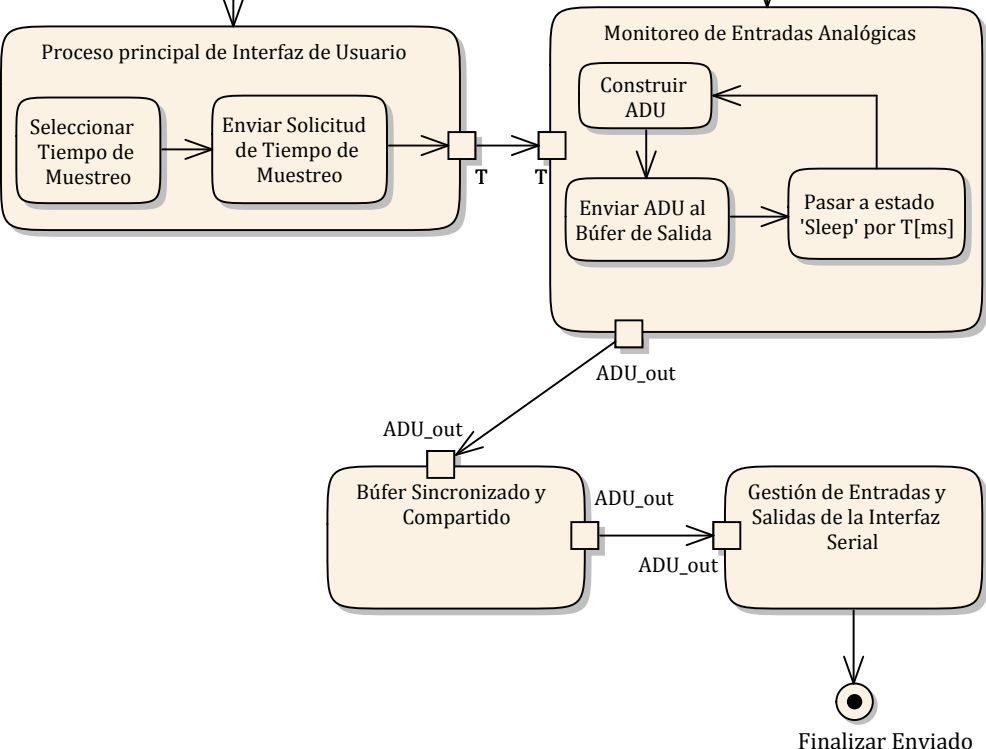 Proceso principal de Interfaz de Usuario
Seleccionar
Tiempo de
Muestreo
Enviar Solicitud
de Tiempo de
Muestreo
T
T
Monitoreo de Entradas Analógicas
Construir
ADU
Enviar ADU al
Búfer de Salida
Pasar a estado
'Sleep' por T[ms]
ADU_out
ADU_out
Búfer Sincronizado y
Compartido
ADU_out
ADU_out
Gestión de Entradas y
Salidas de la Interfaz
Serial
Finalizar Enviado